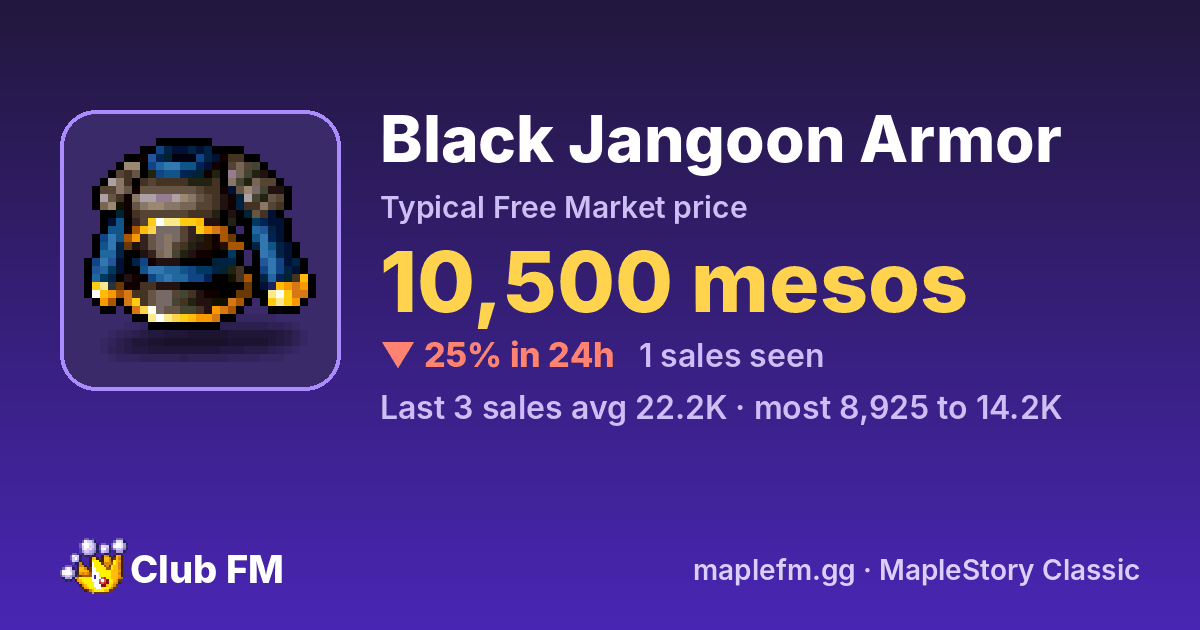 Black Jangoon Armor
Typical Free Market price
10,500 mesos
▼ 25% in 24h 1 sales seen
Last 3 sales avg 22.2K · most 8,925 to 14.2K
Club FM
maplefm.gg · MapleStory Classic